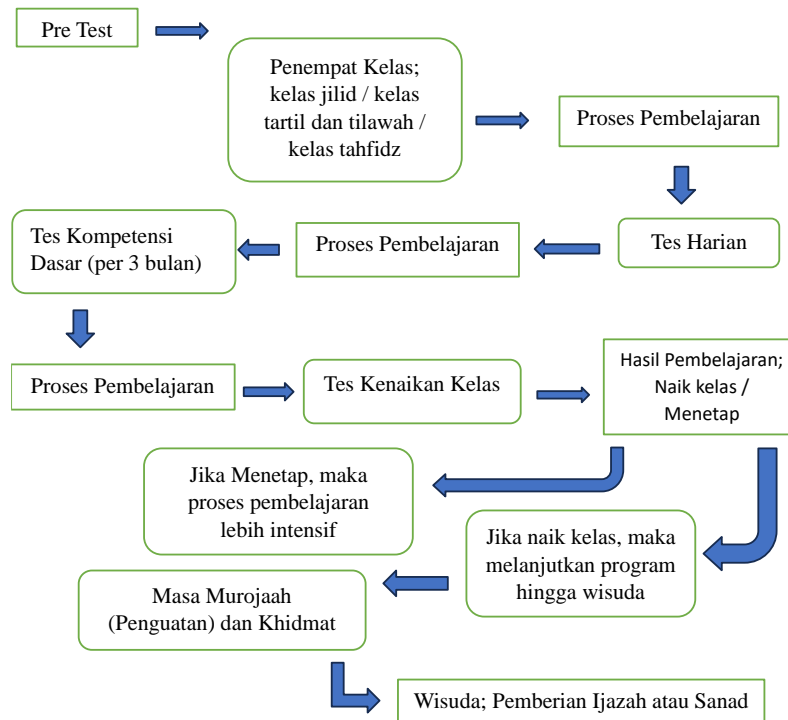 Pre Test
Penempat Kelas;
kelas jilid / kelas
tartil dan tilawah /
kelas tahfidz
Proses Pembelajaran
Tes Harian
Proses Pembelajaran
Tes Kompetensi
Dasar (per 3 bulan)
Proses Pembelajaran
Tes Kenaikan Kelas
Hasil Pembelajaran;
Naik kelas /
Menetap
Jika Menetap, maka
proses pembelajaran
lebih intensif
Jika naik kelas, maka
melanjutkan program
hingga wisuda
Masa Murojaah
(Penguatan) dan Khidmat
Wisuda; Pemberian Ijazah atau Sanad